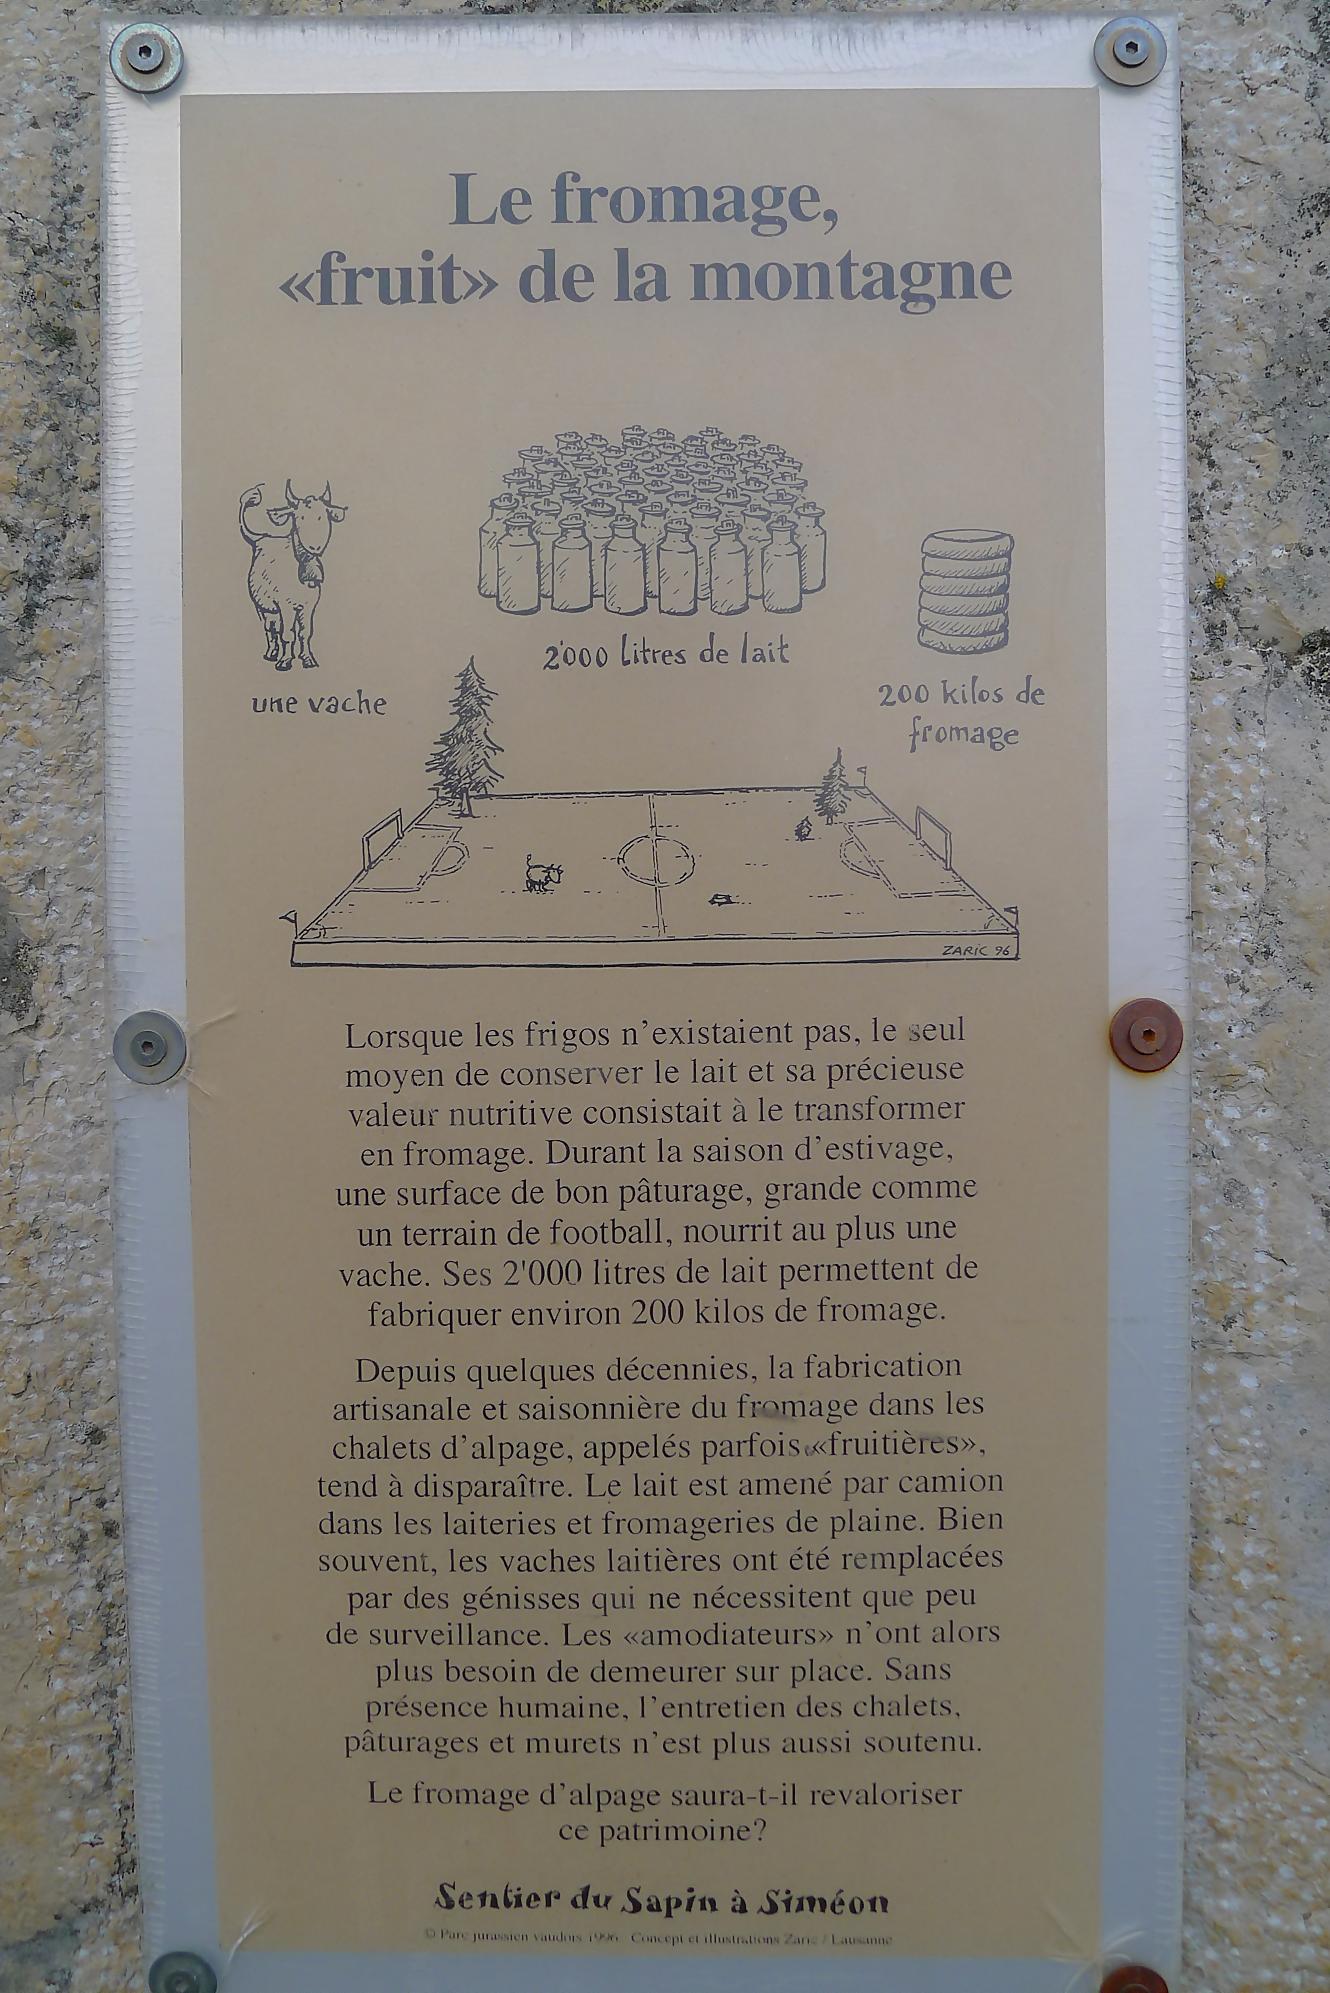 Le fromage,
«fruit» de la montagne
2'000 litres de lait
une vache
200 kilos de
fromage
ZARIC 96
Lorsque les frigos n'existaient pas, le seul
moyen de conserver le lait et sa précieuse
valeur nutritive consistait à le transformer
en fromage. Durant la saison d'estivage,
une surface de bon pâturage, grande comme
un terrain de football, nourrit au plus une
vache. Ses 2'000 litres de lait permettent de
fabriquer environ 200 kilos de fromage.
Depuis quelques décennies, la fabrication
artisanale et saisonnière du fromage dans les
chalets d'alpage, appelés parfois «fruitières»,
tend à disparaître. Le lait est amené par camion
dans les laiteries et fromageries de plaine. Bien
souvent, les vaches laitières ont été remplacées
par des génisses qui ne nécessitent que peu
de surveillance. Les «amodiateurs» n'ont alors
plus besoin de demeurer sur place. Sans
présence humaine, l'entretien des chalets,
pâturages et murets n'est plus aussi soutenu.
Le fromage d'alpage saura-t-il revaloriser
ce patrimoine?
Sentier du Sapin à Siméon
© Parc jurassien vaudois 1996 Concept et illustrations Zaric / Lausanne